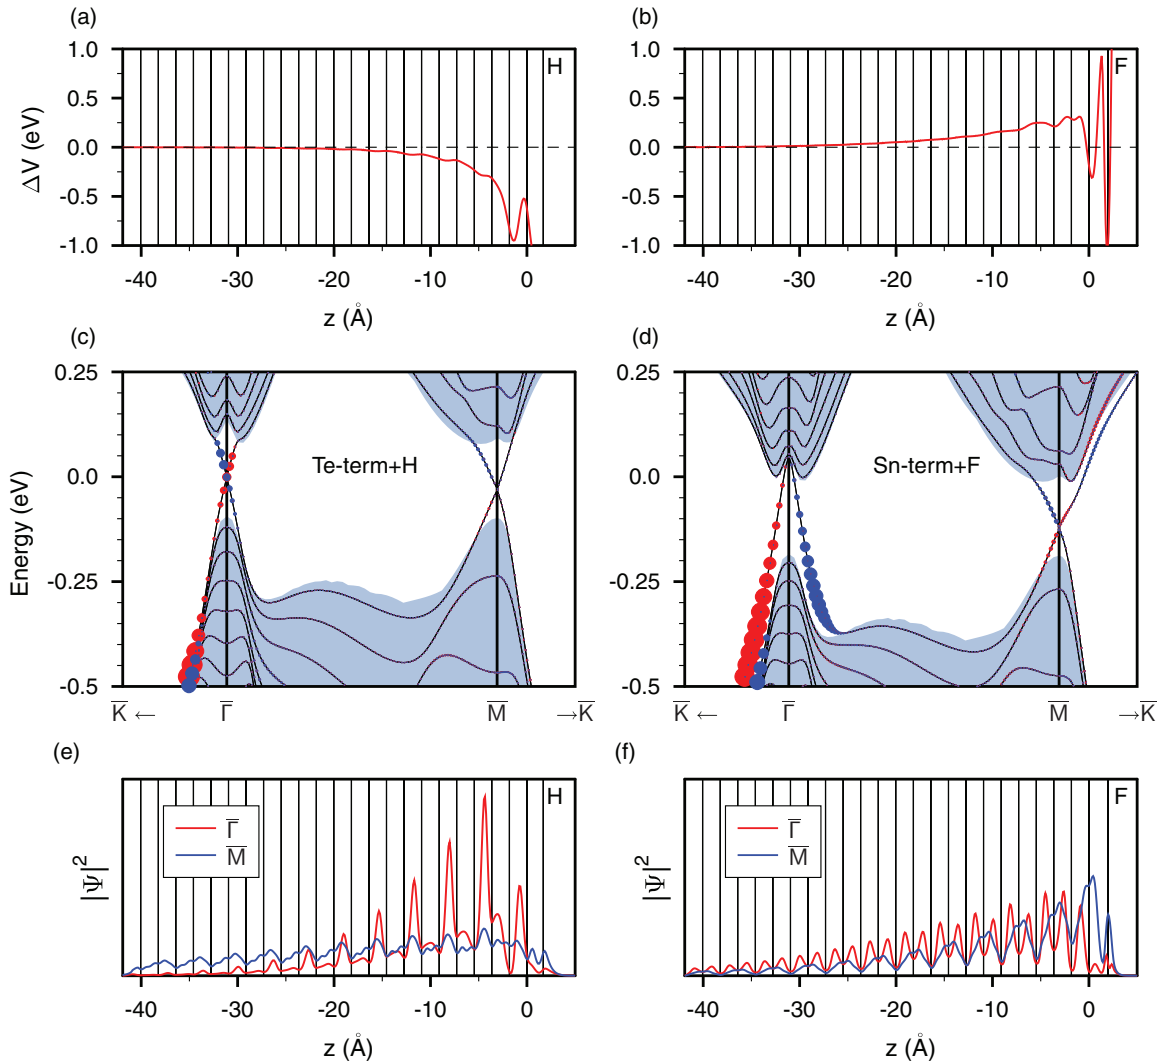 (a)
(b)
1.0
0.5
0.0
-0.5
-1.0
ΔV (eV)
H
-40
-30
-20
-10
0
z (Å)
1.0
0.5
0.0
-0.5
-1.0
F
-40
-30
-20
-10
0
z (Å)
(c)
(d)
0.25
0.0
-0.25
-0.5
Energy (eV)
Te-term+H
K̅ ← Γ̅ M̅ →K̅
0.25
0.0
-0.25
-0.5
Sn-term+F
K̅ ← Γ̅ M̅ →K̅
(e)
(f)
|Ψ|²
H
Γ̅
M̅
-40
-30
-20
-10
0
z (Å)
|Ψ|²
F
Γ̅
M̅
-40
-30
-20
-10
0
z (Å)